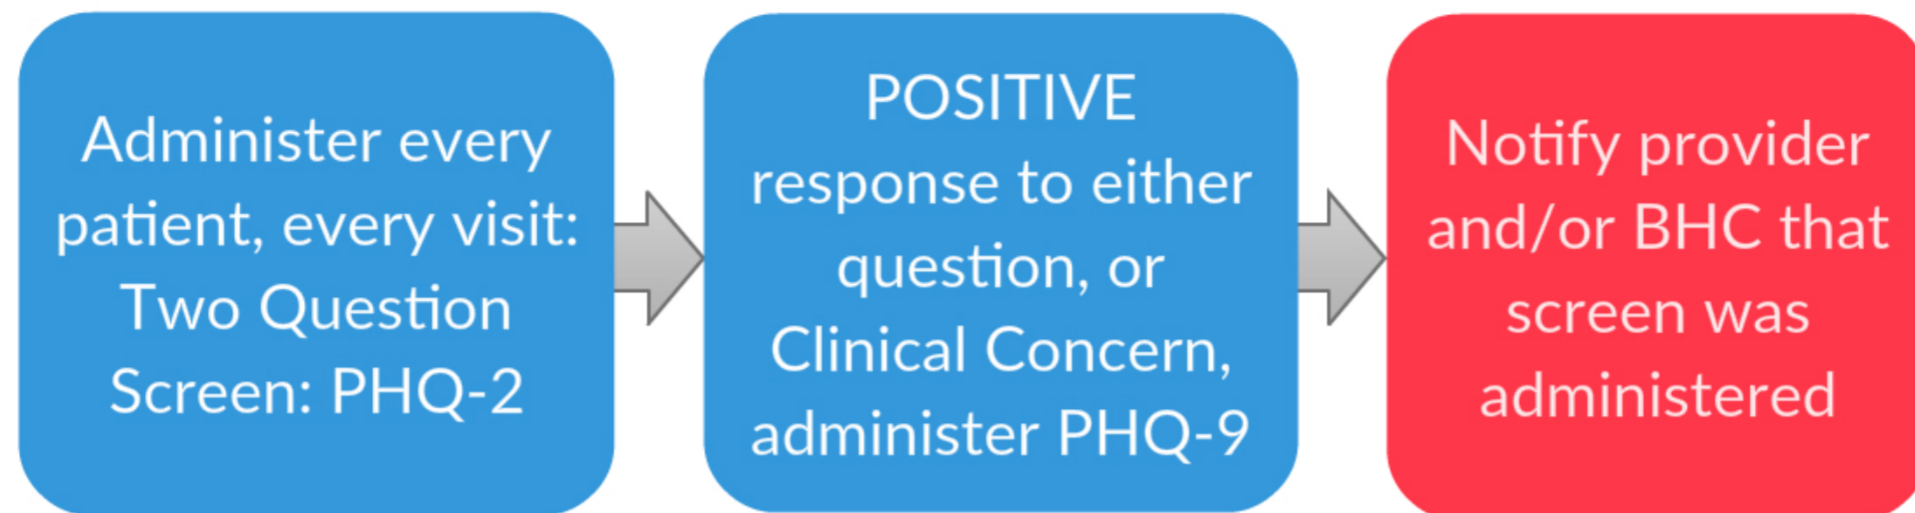 Administer every
patient, every visit:
Two Question
Screen: PHQ-2
POSITIVE
response to either
question, or
Clinical Concern,
administer PHQ-9
Notify provider
and/or BHC that
screen was
administered